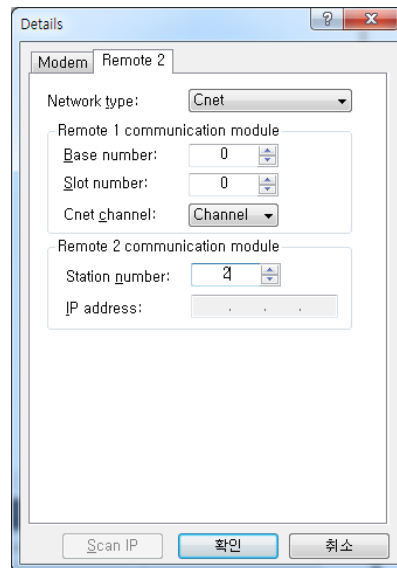 Details
Modem Remote 2
Network type: Cnet
Remote 1 communication module
Base number: 0
Slot number: 0
Cnet channel: Channel
Remote 2 communication module
Station number: 2
IP address: . . .
Scan IP 확인 취소